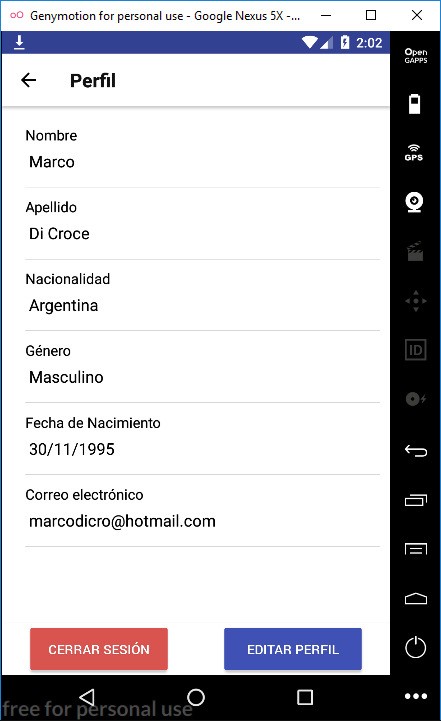 Genymotion for personal use - Google Nexus 5X -...
2:02
Open
GAPPS
Perfil
Nombre
Marco
GPS
Apellido
Di Croce
Nacionalidad
Argentina
Género
Masculino
ID
Fecha de Nacimiento
30/11/1995
Correo electrónico
marcodicro@hotmail.com
CERRAR SESIÓN
EDITAR PERFIL
free for personal use